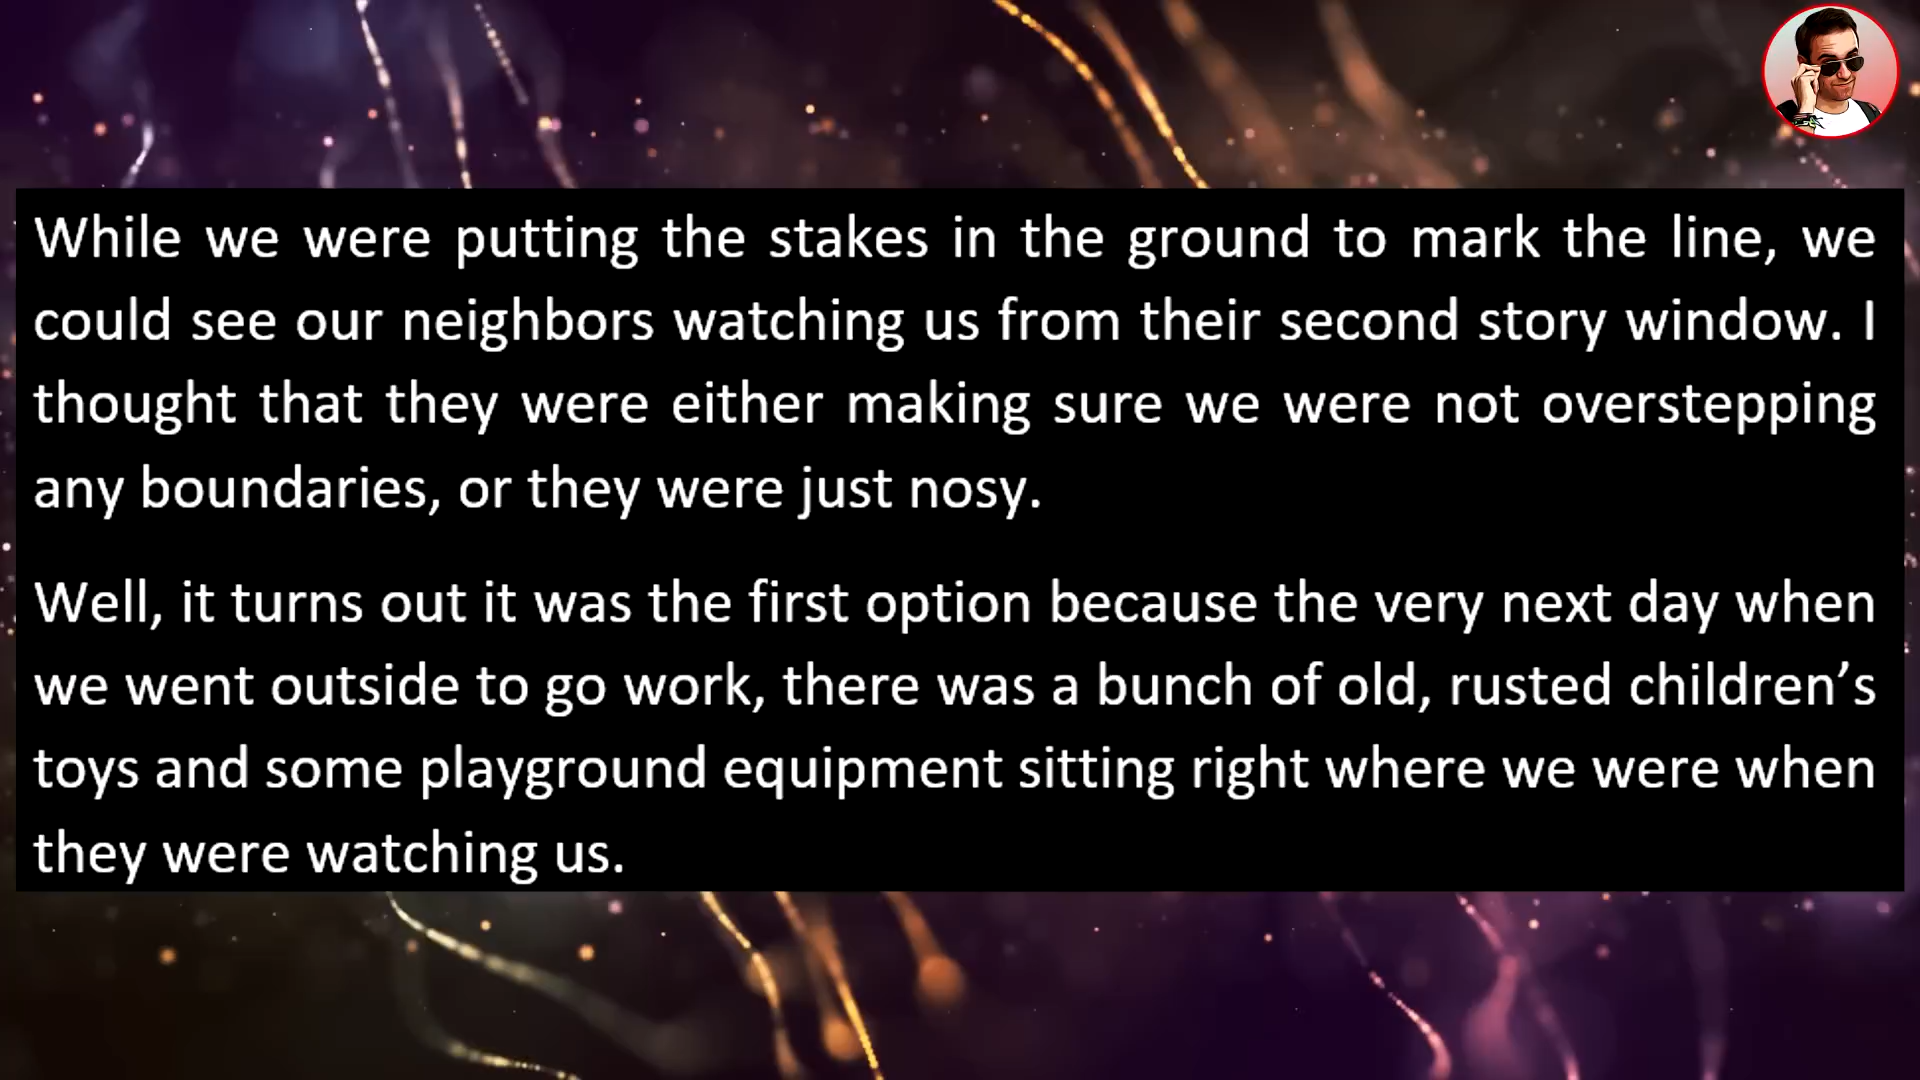 While we were putting the stakes in the ground to mark the line, we
could see our neighbors watching us from their second story window. I
thought that they were either making sure we were not overstepping
any boundaries, or they were just nosy.
Well, it turns out it was the first option because the very next day when
we went outside to go work, there was a bunch of old, rusted children’s
toys and some playground equipment sitting right where we were when
they were watching us.